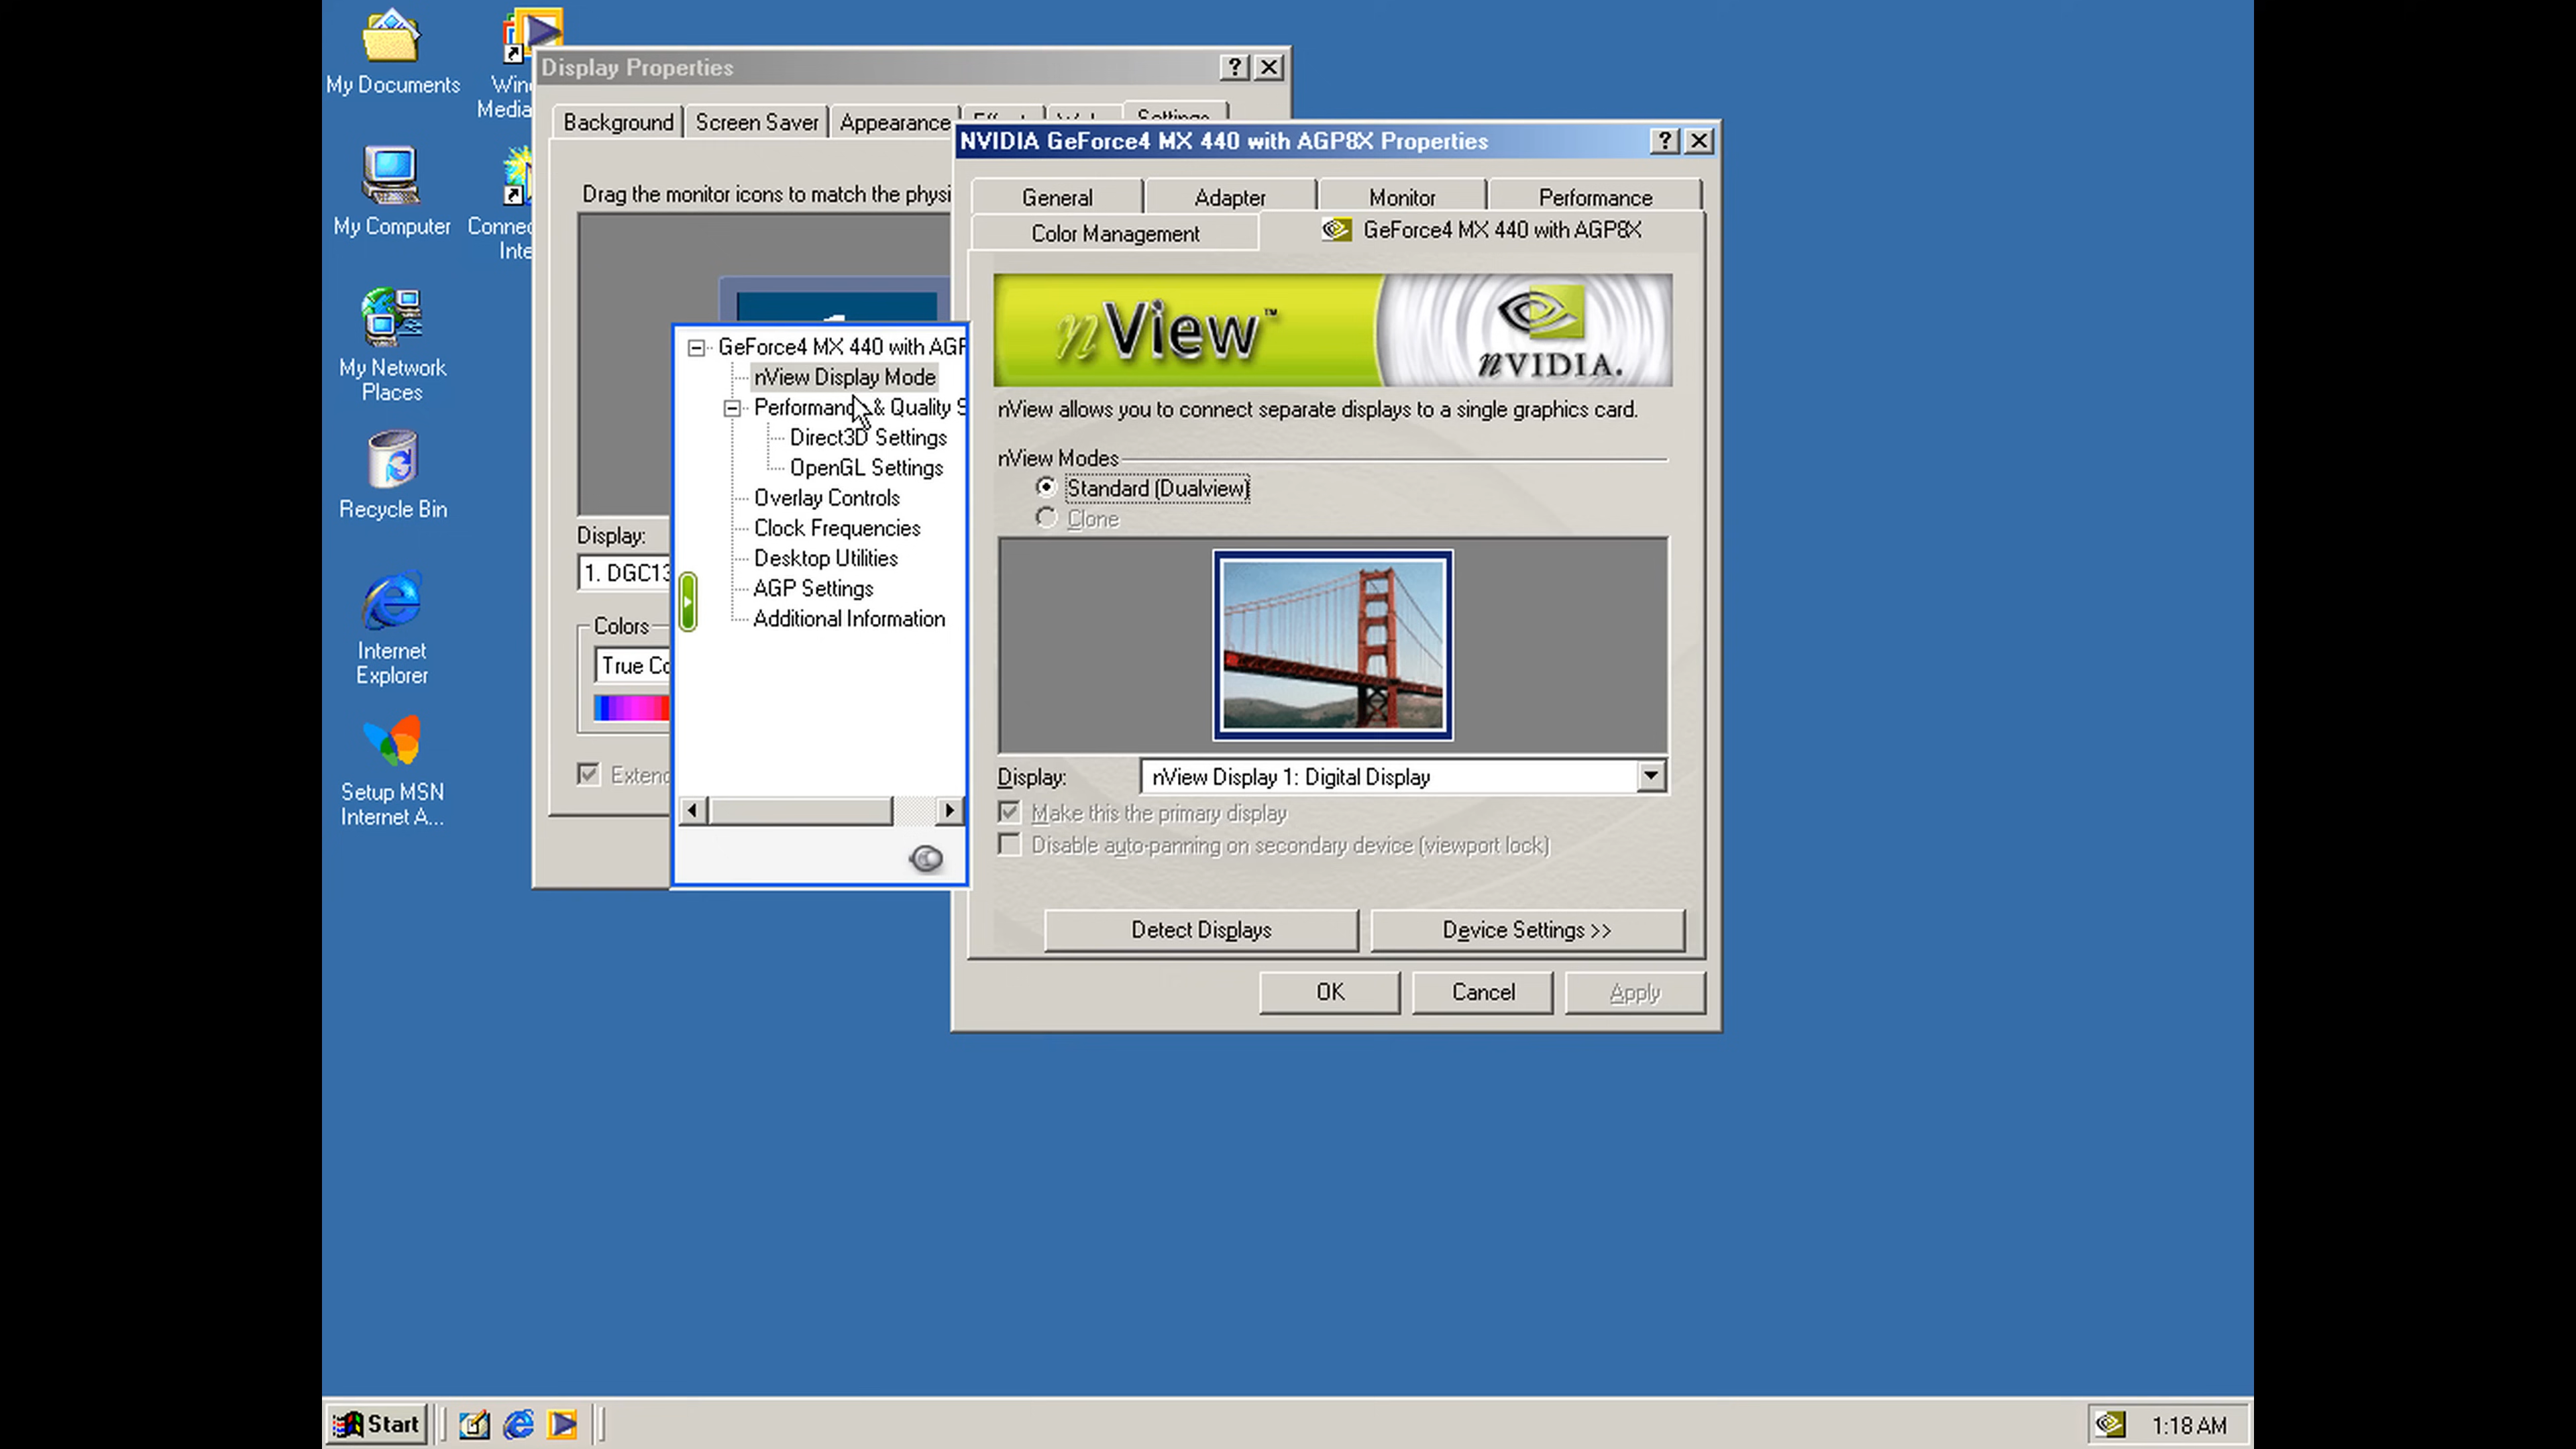 My Documents
My Computer
My Network
Places
Recycle Bin
Internet
Explorer
Setup MSN
Internet A...
Display Properties
Background
Screen Saver
Appearance
Settings
Drag the monitor icons to match the physi
Display:
1. DGC13
Colors
True Co
Extend
GeForce4 MX 440 with AGP
nView Display Mode
Performance & Quality S
Direct3D Settings
OpenGL Settings
Overlay Controls
Clock Frequencies
Desktop Utilities
AGP Settings
Additional Information
NVIDIA GeForce4 MX 440 with AGP8X Properties
General
Adapter
Monitor
Performance
Color Management
GeForce4 MX 440 with AGP8X
nView™
nVIDIA.
nView allows you to connect separate displays to a single graphics card.
nView Modes
Standard (Dualview)
Clone
Display:
nView Display 1: Digital Display
Make this the primary display
Disable auto-panning on secondary device (viewport lock)
Detect Displays
Device Settings >>
OK
Cancel
Apply
Start
1:18 AM